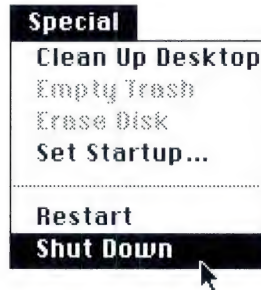 Special
Clean Up Desktop
Empty Trash
Erase Disk
Set Startup...
Restart
Shut Down